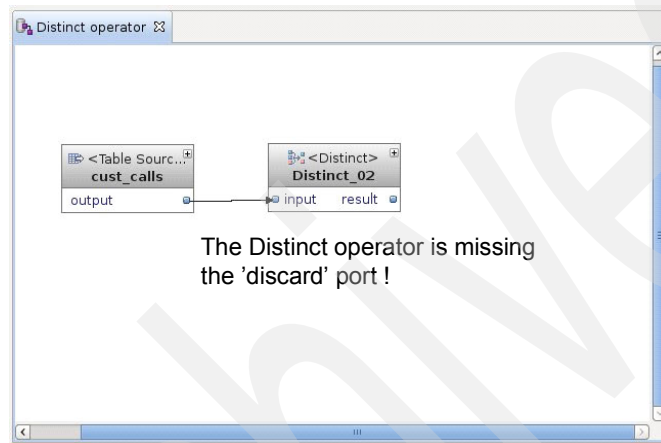 Distinct operator
<Table Sourc...
cust_calls
output
<Distinct>
Distinct_02
input result
The Distinct operator is missing
the 'discard' port !